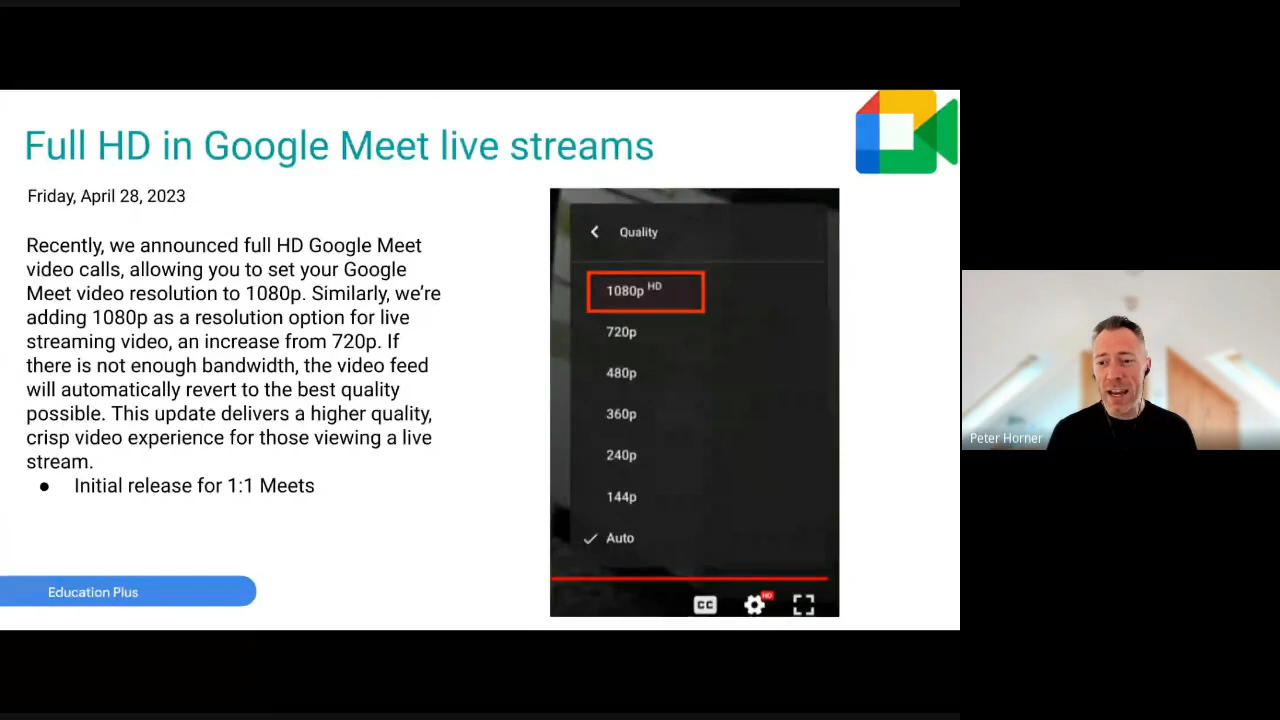 Full HD in Google Meet live streams
Friday, April 28, 2023
Recently, we announced full HD Google Meet
video calls, allowing you to set your Google
Meet video resolution to 1080p. Similarly, we’re
adding 1080p as a resolution option for live
streaming video, an increase from 720p. If
there is not enough bandwidth, the video feed
will automatically revert to the best quality
possible. This update delivers a higher quality,
crisp video experience for those viewing a live
stream.
● Initial release for 1:1 Meets
Education Plus
Quality
1080p HD
720p
480p
360p
240p
144p
Auto
CC
HD
Peter Horner